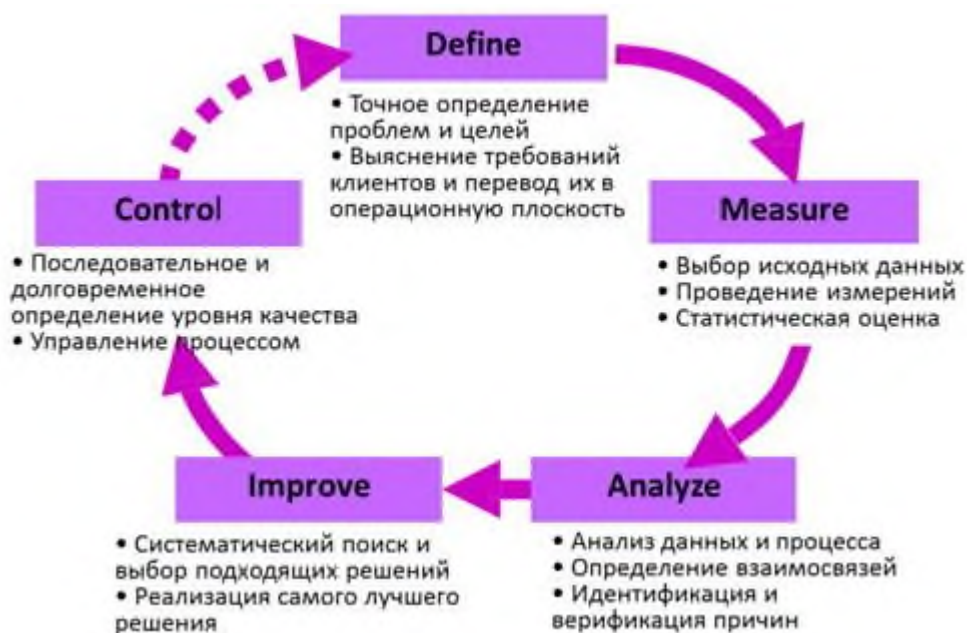 Define
• Точное определение
проблем и целей
• Выяснение требований
клиентов и перевод их в
операционную плоскость
Measure
• Выбор исходных данных
• Проведение измерений
• Статистическая оценка
Analyze
• Анализ данных и процесса
• Определение взаимосвязей
• Идентификация и
верификация причин
Improve
• Систематический поиск и
выбор подходящих решений
• Реализация самого лучшего
решения
Control
• Последовательное и
долговременное
определение уровня качества
• Управление процессом